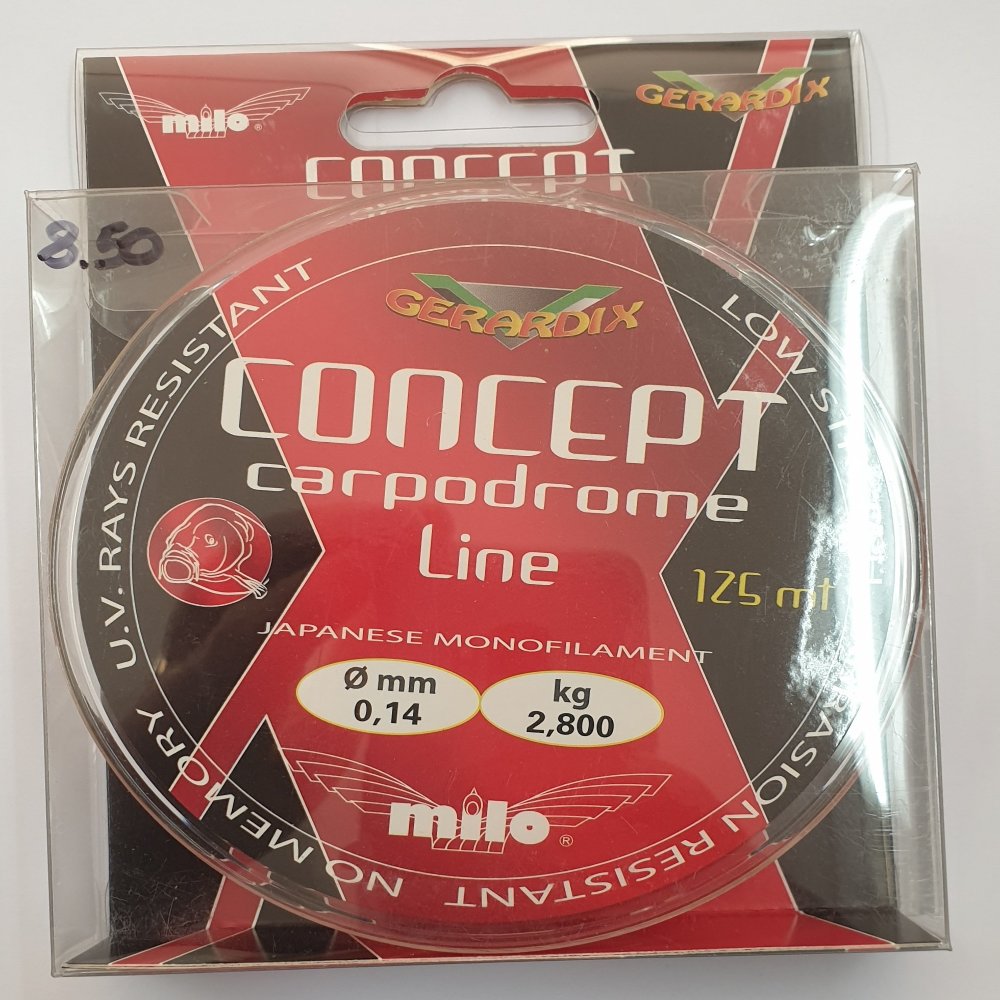 milo ®
GERARDIX
CONCEPT
8.50
U.V. RAYS RESISTANT
LOW
GERARDIX
CONCEPT
carpodrome
Line
125 mt
JAPANESE MONOFILAMENT
Ø mm
0,14
kg
2,800
milo ®
NO MEMORY
RESISTANT